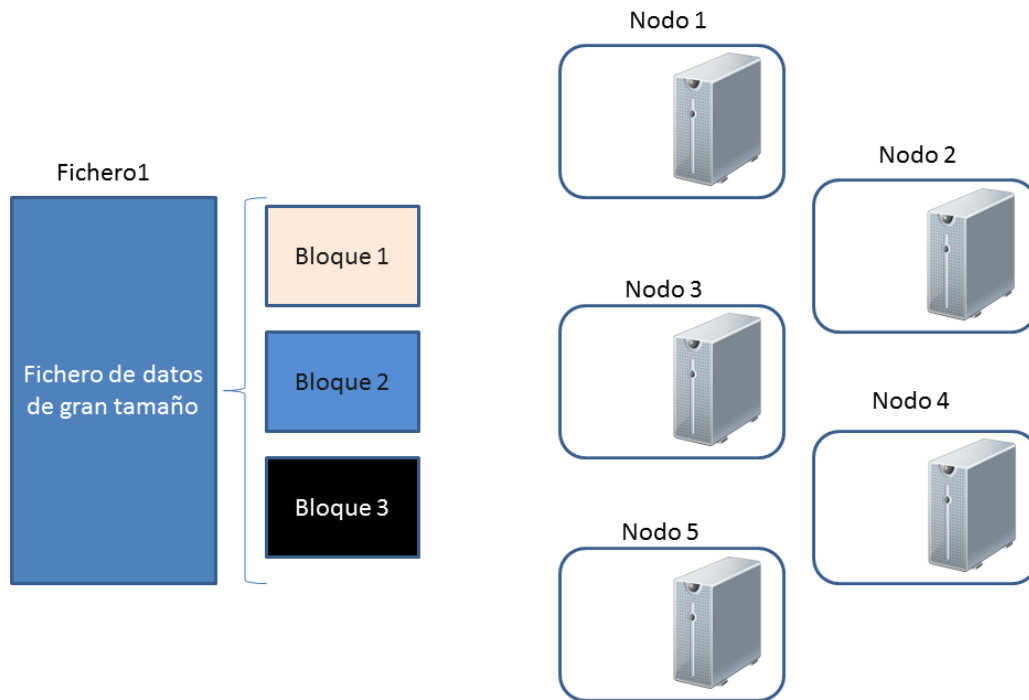 Fichero1
Fichero de datos
de gran tamaño
Bloque 1
Bloque 2
Bloque 3
Nodo 1
Nodo 2
Nodo 3
Nodo 4
Nodo 5